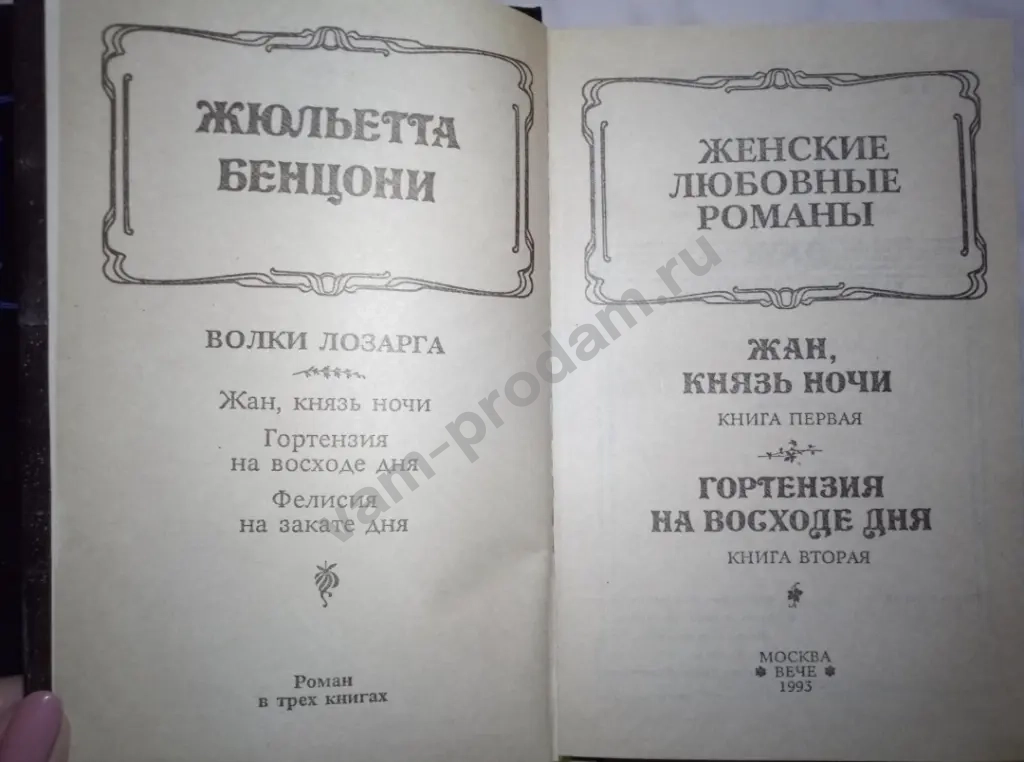 ЖЮЛЬЕТТА
БЕНЦОНИ
ВОЛКИ ЛОЗАРГА
Жан, князь ночи
Гортензия
на восходе дня
Фелисия
на закате дня
Роман
в трех книгах
ЖЕНСКИЕ
ЛЮБОВНЫЕ
РОМАНЫ
ЖАН,
КНЯЗЬ НОЧИ
КНИГА ПЕРВАЯ
ГОРТЕНЗИЯ
НА ВОСХОДЕ ДНЯ
КНИГА ВТОРАЯ
МОСКВА
ВЕЧЕ
1993
vam-prodam.ru